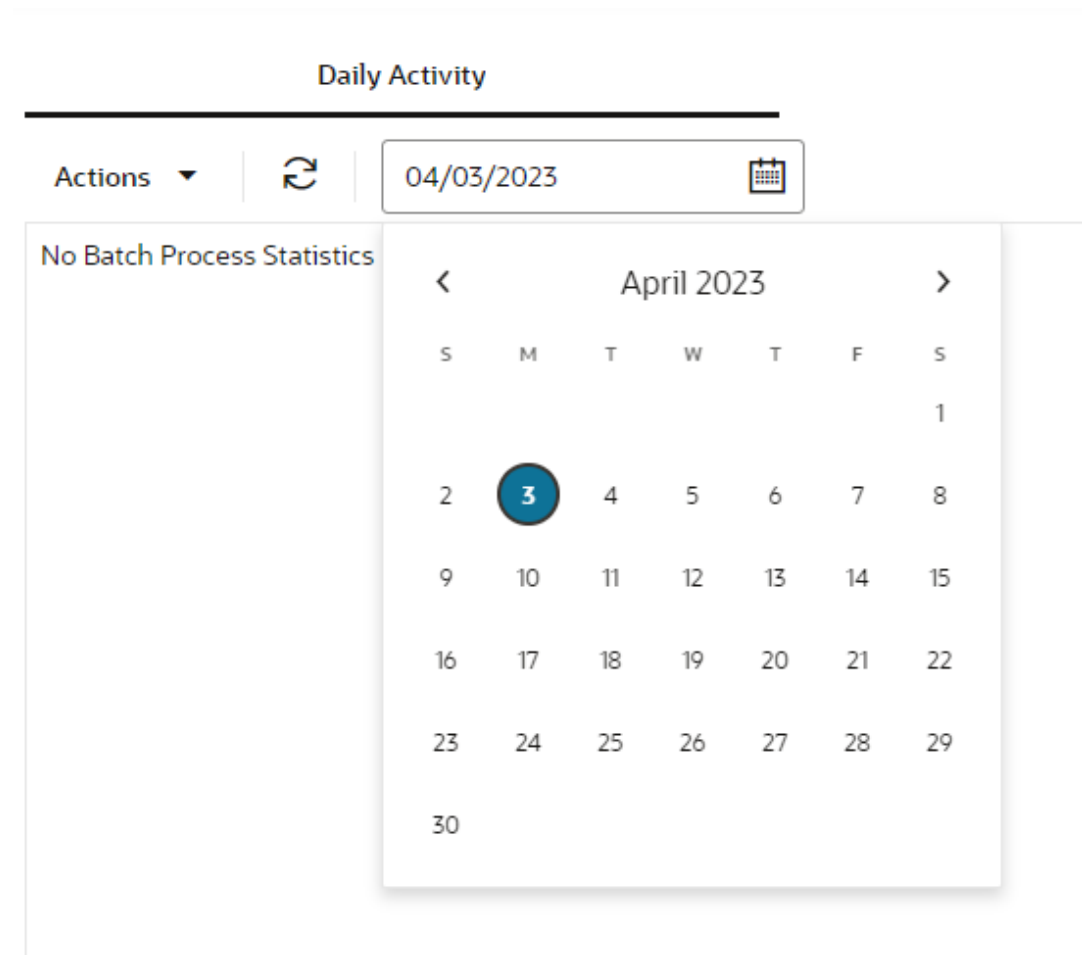 Daily Activity
Actions
04/03/2023
No Batch Process Statistics
April 2023
S M T W T F S
1
2 3 4 5 6 7 8
9 10 11 12 13 14 15
16 17 18 19 20 21 22
23 24 25 26 27 28 29
30